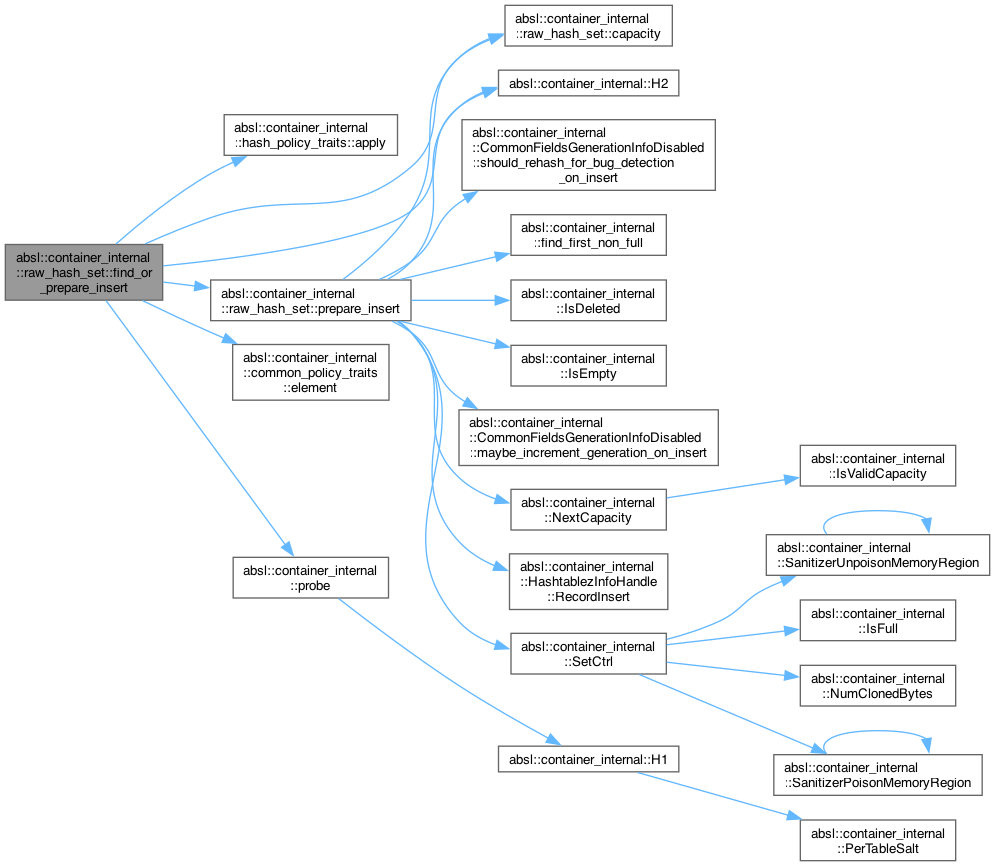 absl::container_internal
::raw_hash_set::find_or
_prepare_insert
absl::container_internal
::hash_policy_traits::apply
absl::container_internal
::raw_hash_set::capacity
absl::container_internal::H2
absl::container_internal
::raw_hash_set::prepare_insert
absl::container_internal
::CommonFieldsGenerationInfoDisabled
::should_rehash_for_bug_detection
_on_insert
absl::container_internal
::find_first_non_full
absl::container_internal
::IsDeleted
absl::container_internal
::IsEmpty
absl::container_internal
::CommonFieldsGenerationInfoDisabled
::maybe_increment_generation_on_insert
absl::container_internal
::NextCapacity
absl::container_internal
::IsValidCapacity
absl::container_internal
::HashtablezInfoHandle
::RecordInsert
absl::container_internal
::SetCtrl
absl::container_internal
::SanitizerUnpoisonMemoryRegion
absl::container_internal
::IsFull
absl::container_internal
::NumClonedBytes
absl::container_internal
::SanitizerPoisonMemoryRegion
absl::container_internal
::common_policy_traits
::element
absl::container_internal
::probe
absl::container_internal::H1
absl::container_internal
::PerTableSalt